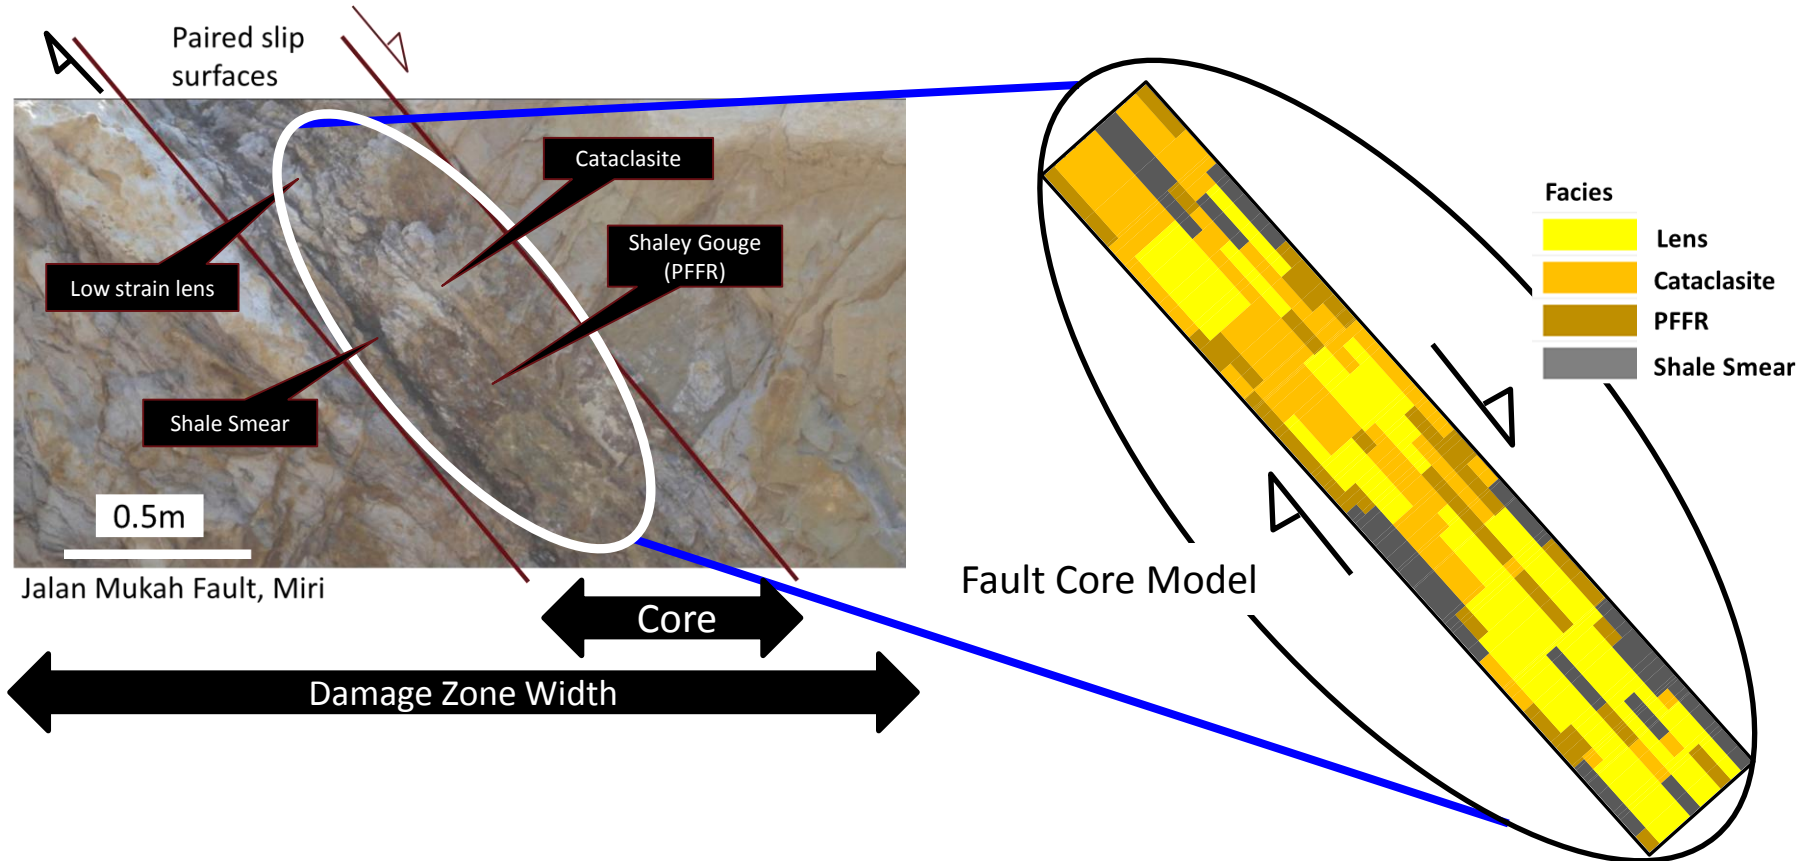 Paired slip
surfaces
Cataclasite
Shaley Gouge
(PFFR)
Low strain lens
Shale Smear
0.5m
Jalan Mukah Fault, Miri
Core
Damage Zone Width
Fault Core Model
Facies
Lens
Cataclasite
PFFR
Shale Smear